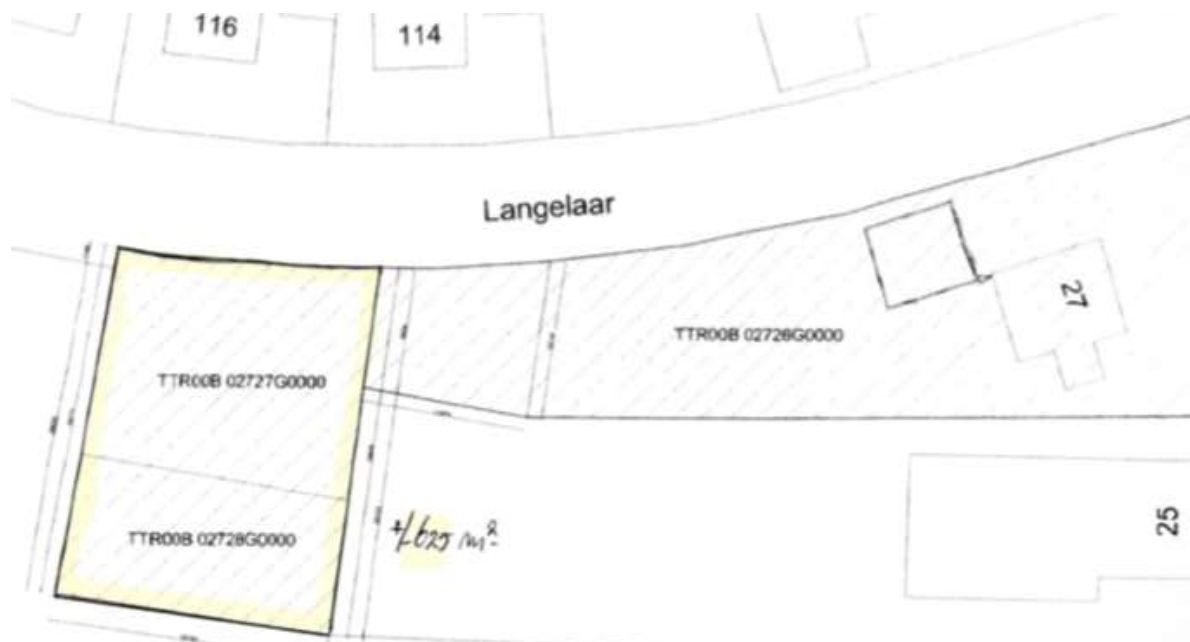 116
114
Langelaar
27
TTR00B 02726G0000
TTR00B 02727G0000
TTR00B 02728G0000
+/- 625 m²
25